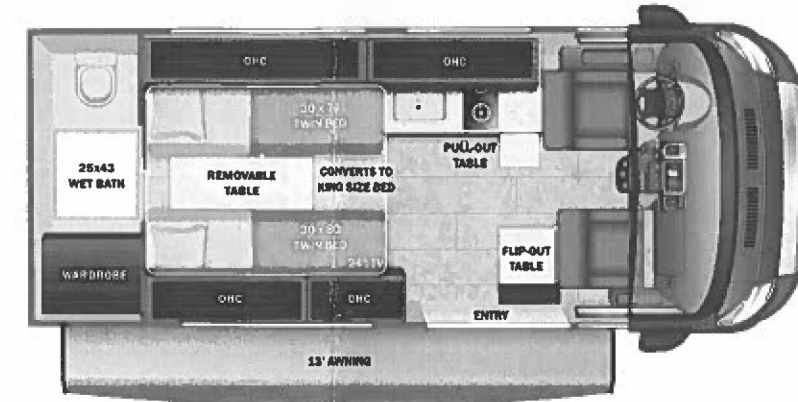 OHC
OHC
30 x 77
TWIN BED
PULL-OUT
TABLE
25x43
WET BATH
REMOVABLE
TABLE
CONVERTS TO
KING SIZE BED
30 x 80
TWIN BED
24" TV
FLIP-OUT
TABLE
WARDROBE
OHC
OHC
ENTRY
13' AWNING